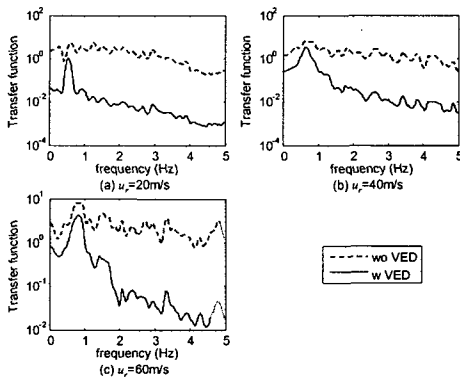 10²
10⁰
10⁻²
10⁻⁴
Transfer function
0 1 2 3 4 5
frequency (Hz)
(a) uᵣ=20m/s
10²
10⁰
10⁻²
10⁻⁴
Transfer function
0 1 2 3 4 5
frequency (Hz)
(b) uᵣ=40m/s
10¹
10⁰
10⁻¹
10⁻²
Transfer function
0 1 2 3 4 5
frequency (Hz)
(c) uᵣ=60m/s
wo VED
w VED